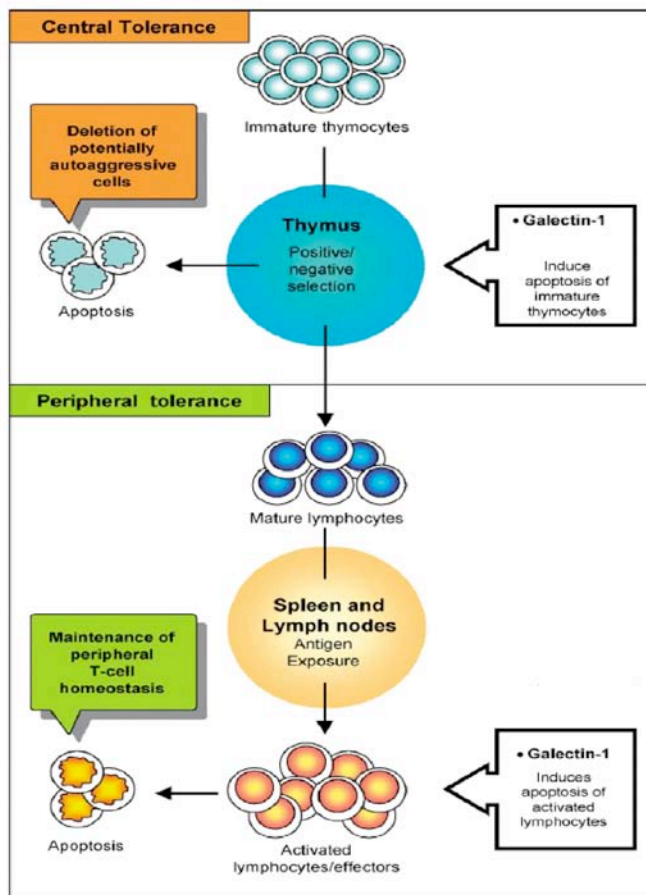 Central Tolerance
Immature thymocytes
Deletion of
potentially
autoaggressive
cells
Apoptosis
Thymus
Positive/
negative
selection
• Galectin-1
Induce
apoptosis of
immature
thymocytes
Peripheral tolerance
Mature lymphocytes
Spleen and
Lymph nodes
Antigen
Exposure
Maintenance of
peripheral
T-cell
homeostasis
Apoptosis
Activated
lymphocytes/effectors
• Galectin-1
Induces
apoptosis of
activated
lymphocytes